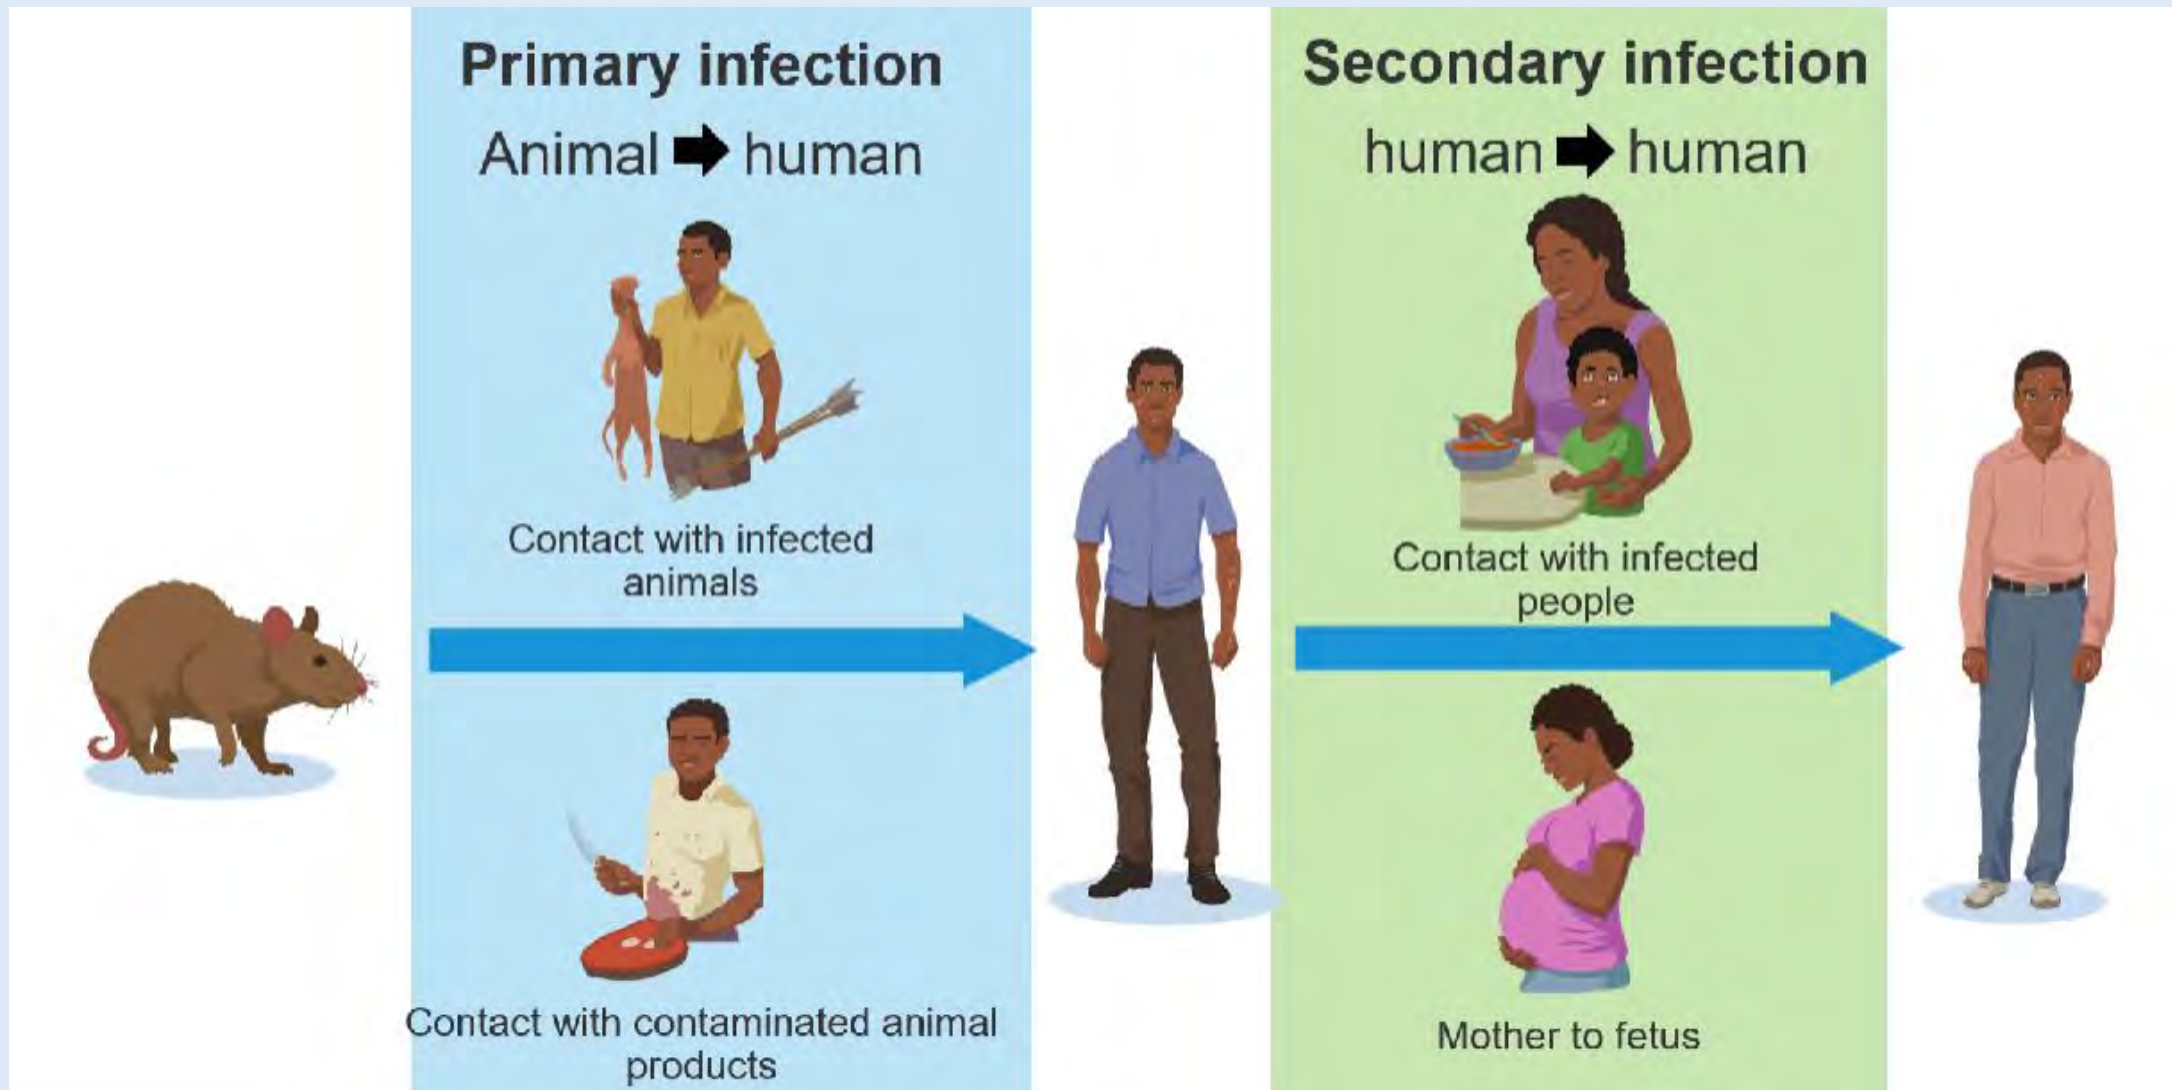 Primary infection
Animal human
Contact with infected
animals
Contact with contaminated animal
products
Secondary infection
human human
Contact with infected
people
Mother to fetus